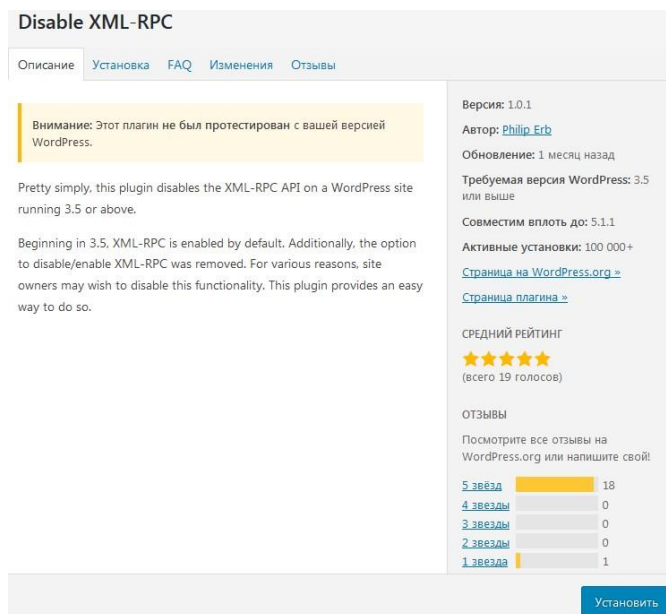 Disable XML-RPC
Описание Установка FAQ Изменения Отзывы
Внимание: Этот плагин не был протестирован с вашей версией
WordPress.
Pretty simply, this plugin disables the XML-RPC API on a WordPress site
running 3.5 or above.
Beginning in 3.5, XML-RPC is enabled by default. Additionally, the option
to disable/enable XML-RPC was removed. For various reasons, site
owners may wish to disable this functionality. This plugin provides an easy
way to do so.
Версия: 1.0.1
Автор: Philip Erb
Обновление: 1 месяц назад
Требуемая версия WordPress: 3.5
или выше
Совместим вплоть до: 5.1.1
Активные установки: 100 000+
Страница на WordPress.org »
Страница плагина »
СРЕДНИЙ РЕЙТИНГ
(всего 19 голосов)
ОТЗЫВЫ
Посмотрите все отзывы на
WordPress.org или напишите свой!
5 звёзд 18
4 звезды 0
3 звезды 0
2 звезды 0
1 звезда 1
Установить